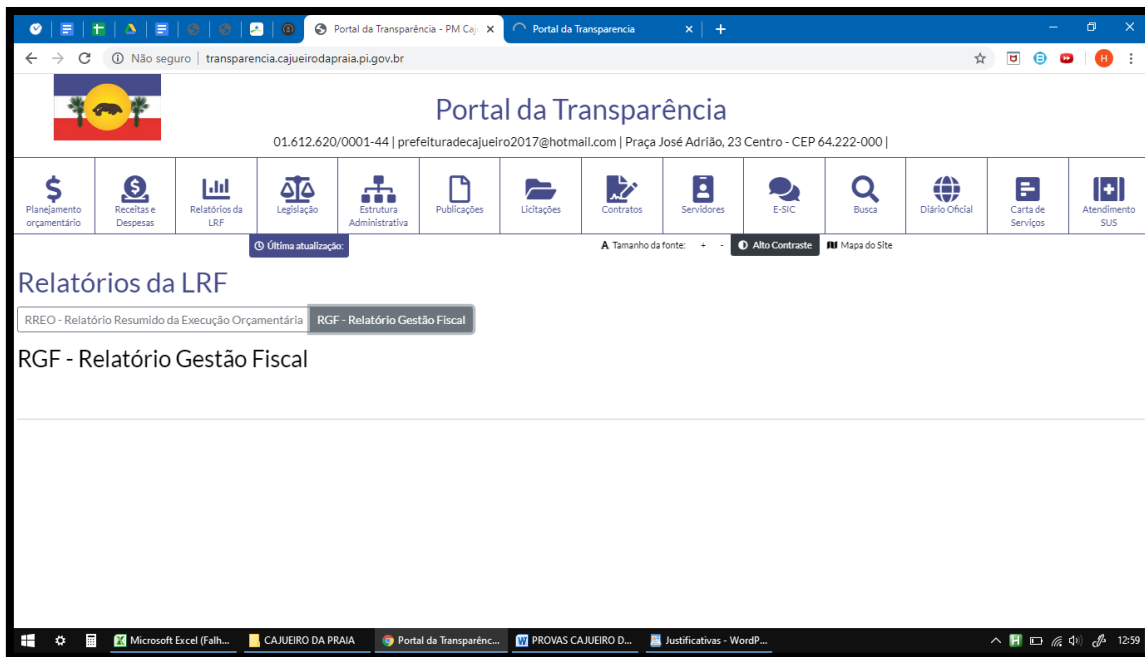 Portal da Transparência - PM Caj
Portal da Transparencia
Não seguro | transparencia.cajueirodapraia.pi.gov.br
H
Portal da Transparência
01.612.620/0001-44 | prefeituradecajueiro2017@hotmail.com | Praça José Adrião, 23 Centro - CEP 64.222-000 |
Planejamento orçamentário
Receitas e Despesas
Relatórios da LRF
Legislação
Estrutura Administrativa
Publicações
Licitações
Contratos
Servidores
E-SIC
Busca
Diário Oficial
Carta de Serviços
Atendimento SUS
Última atualização:
A Tamanho da fonte: + -
Alto Contraste
Mapa do Site
Relatórios da LRF
RREO - Relatório Resumido da Execução Orçamentária
RGF - Relatório Gestão Fiscal
RGF - Relatório Gestão Fiscal
Microsoft Excel (Falh...
CAJUEIRO DA PRAIA
Portal da Transparênc...
PROVAS CAJUEIRO D...
Justificativas - WordP...
12:59